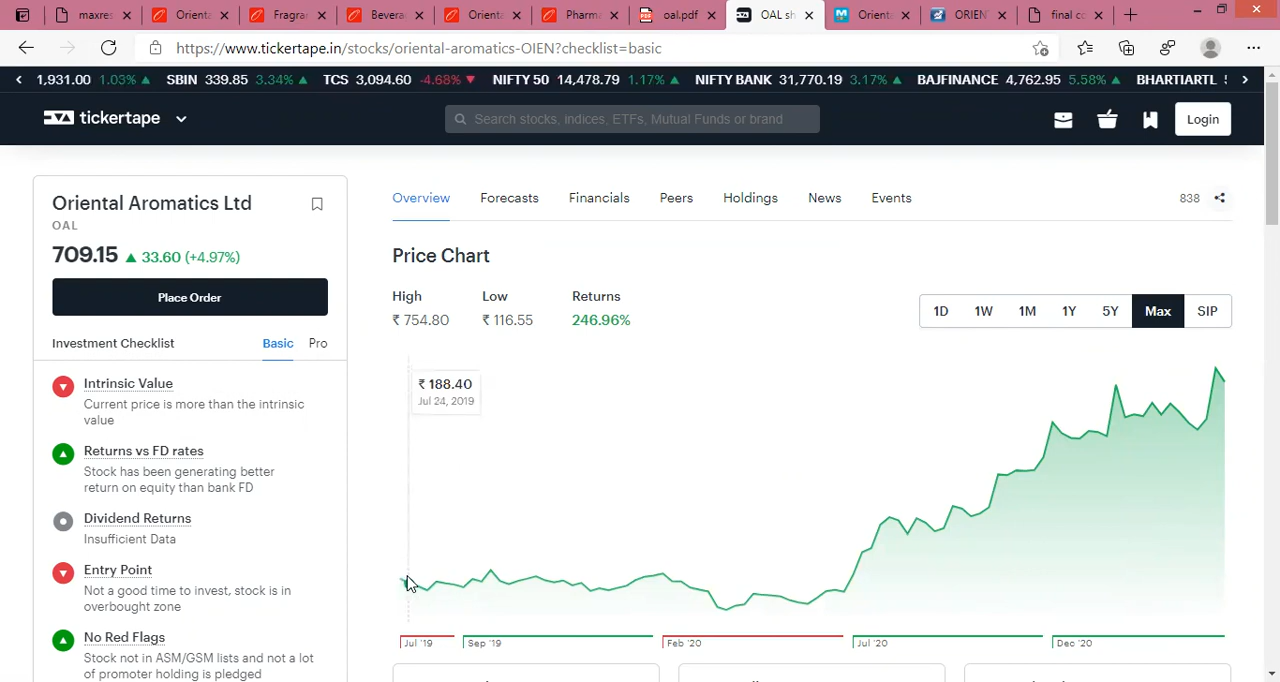 maxres
Orienta
Fragra
Bevera
Orienta
Pharma
oal.pdf
OAL sh
Orienta
ORIEN
final cc
https://www.tickertape.in/stocks/oriental-aromatics-OIEN?checklist=basic
1,931.00 1.03% SBIN 339.85 3.34% TCS 3,094.60 -4.68% NIFTY 50 14,478.79 1.17% NIFTY BANK 31,770.19 3.17% BAJFINANCE 4,762.95 5.58% BHARTIARTL
tickertape
Search stocks, indices, ETFs, Mutual Funds or brand
Login
Oriental Aromatics Ltd
OAL
709.15 ▲ 33.60 (+4.97%)
Place Order
Investment Checklist Basic Pro
Intrinsic Value
Current price is more than the intrinsic
value
Returns vs FD rates
Stock has been generating better
return on equity than bank FD
Dividend Returns
Insufficient Data
Entry Point
Not a good time to invest, stock is in
overbought zone
No Red Flags
Stock not in ASM/GSM lists and not a lot
of promoter holding is pledged
Overview Forecasts Financials Peers Holdings News Events 838
Price Chart
High Low Returns
₹ 754.80 ₹ 116.55 246.96%
1D 1W 1M 1Y 5Y Max SIP
₹ 188.40
Jul 24, 2019
Jul '19 Sep '19 Feb '20 Jul '20 Dec '20